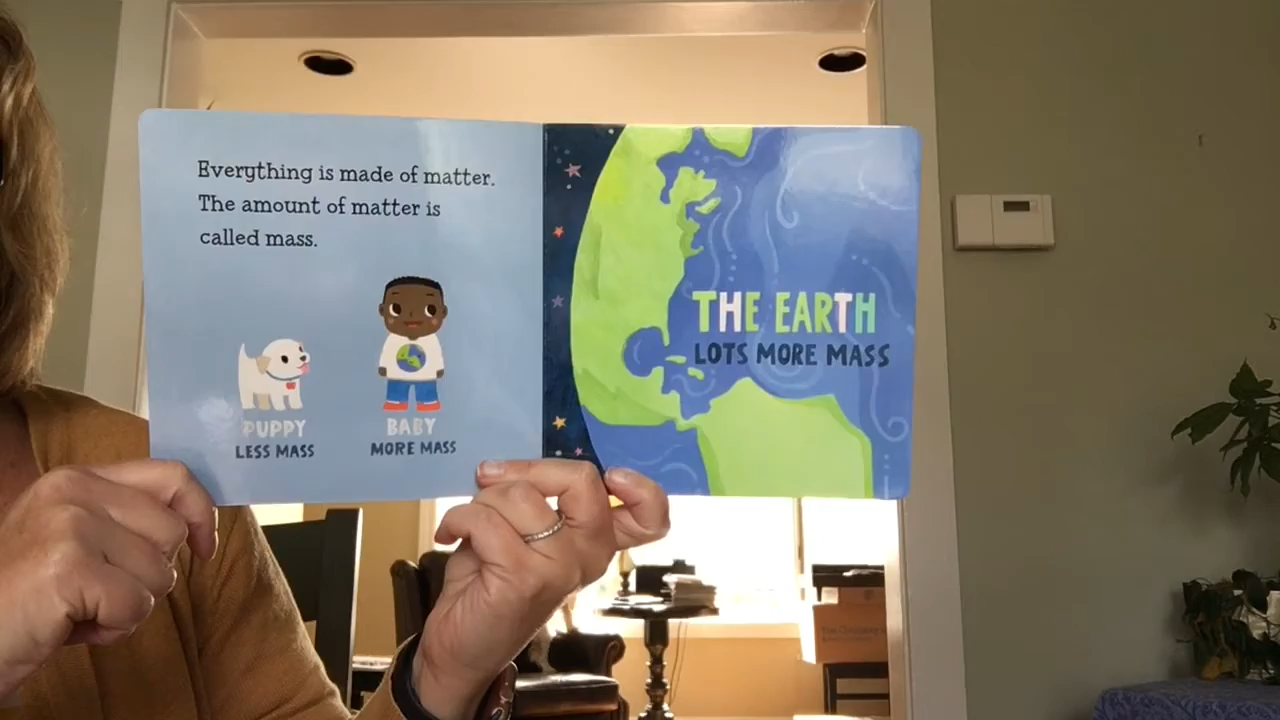 Everything is made of matter.
The amount of matter is
called mass.
PUPPY
LESS MASS
BABY
MORE MASS
THE EARTH
LOTS MORE MASS